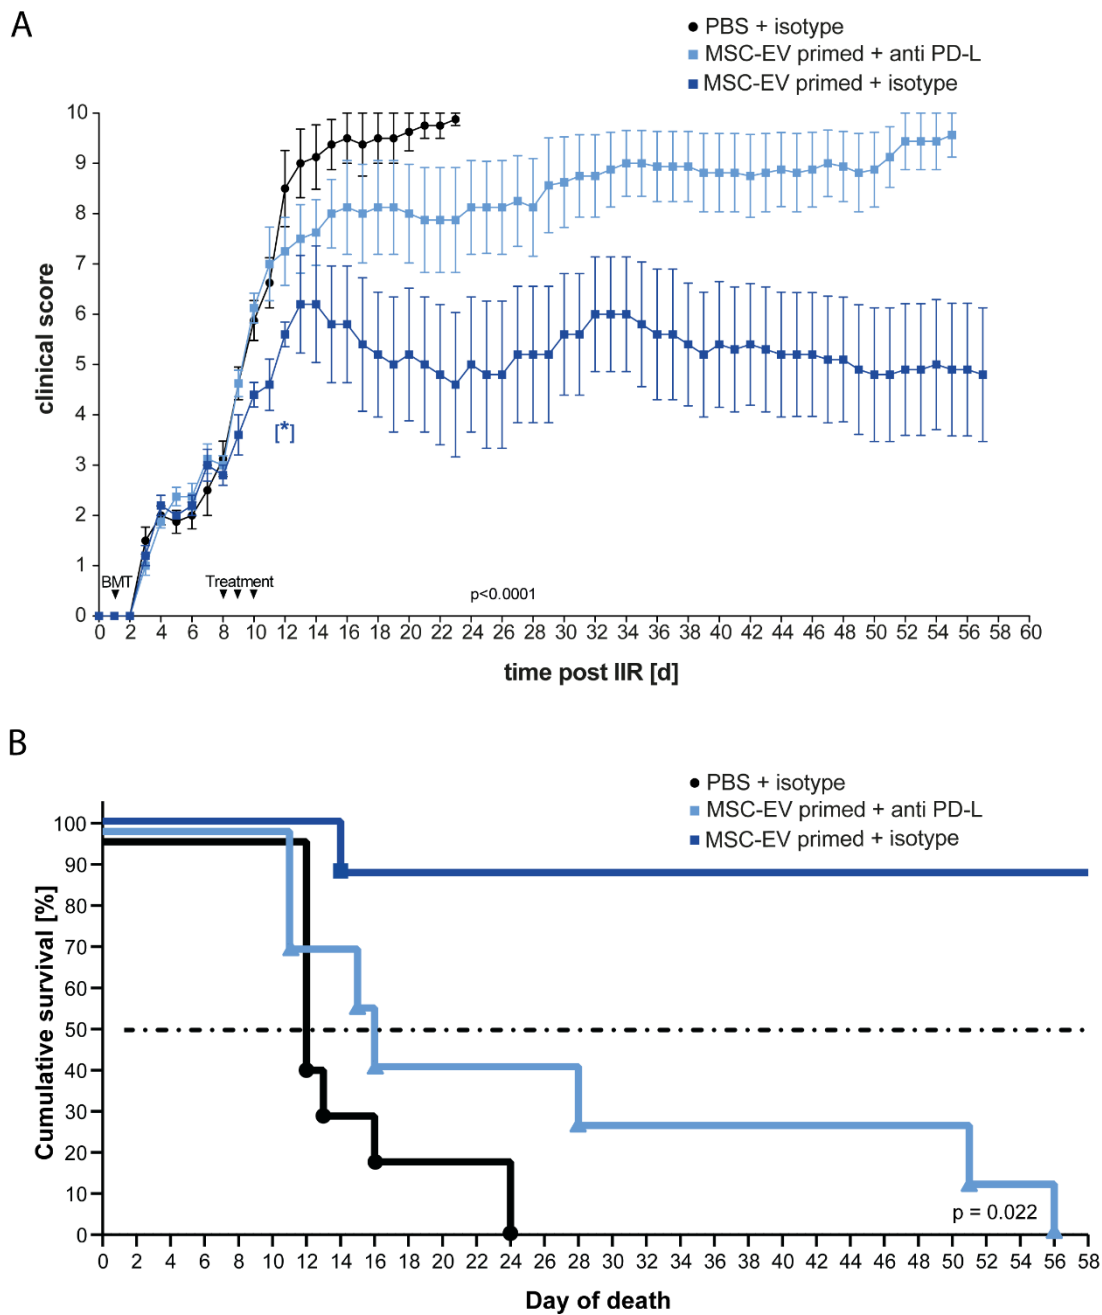 A
PBS + isotype
MSC-EV primed + anti PD-L
MSC-EV primed + isotype
10
9
8
7
6
5
4
3
2
1
0
clinical score
[*]
BMT
Treatment
p<0.0001
0 2 4 6 8 10 12 14 16 18 20 22 24 26 28 30 32 34 36 38 40 42 44 46 48 50 52 54 56 58 60
time post IIR [d]
B
PBS + isotype
MSC-EV primed + anti PD-L
MSC-EV primed + isotype
100
90
80
70
60
50
40
30
20
10
0
Cumulative survival [%]
p = 0.022
0 2 4 6 8 10 12 14 16 18 20 22 24 26 28 30 32 34 36 38 40 42 44 46 48 50 52 54 56 58
Day of death